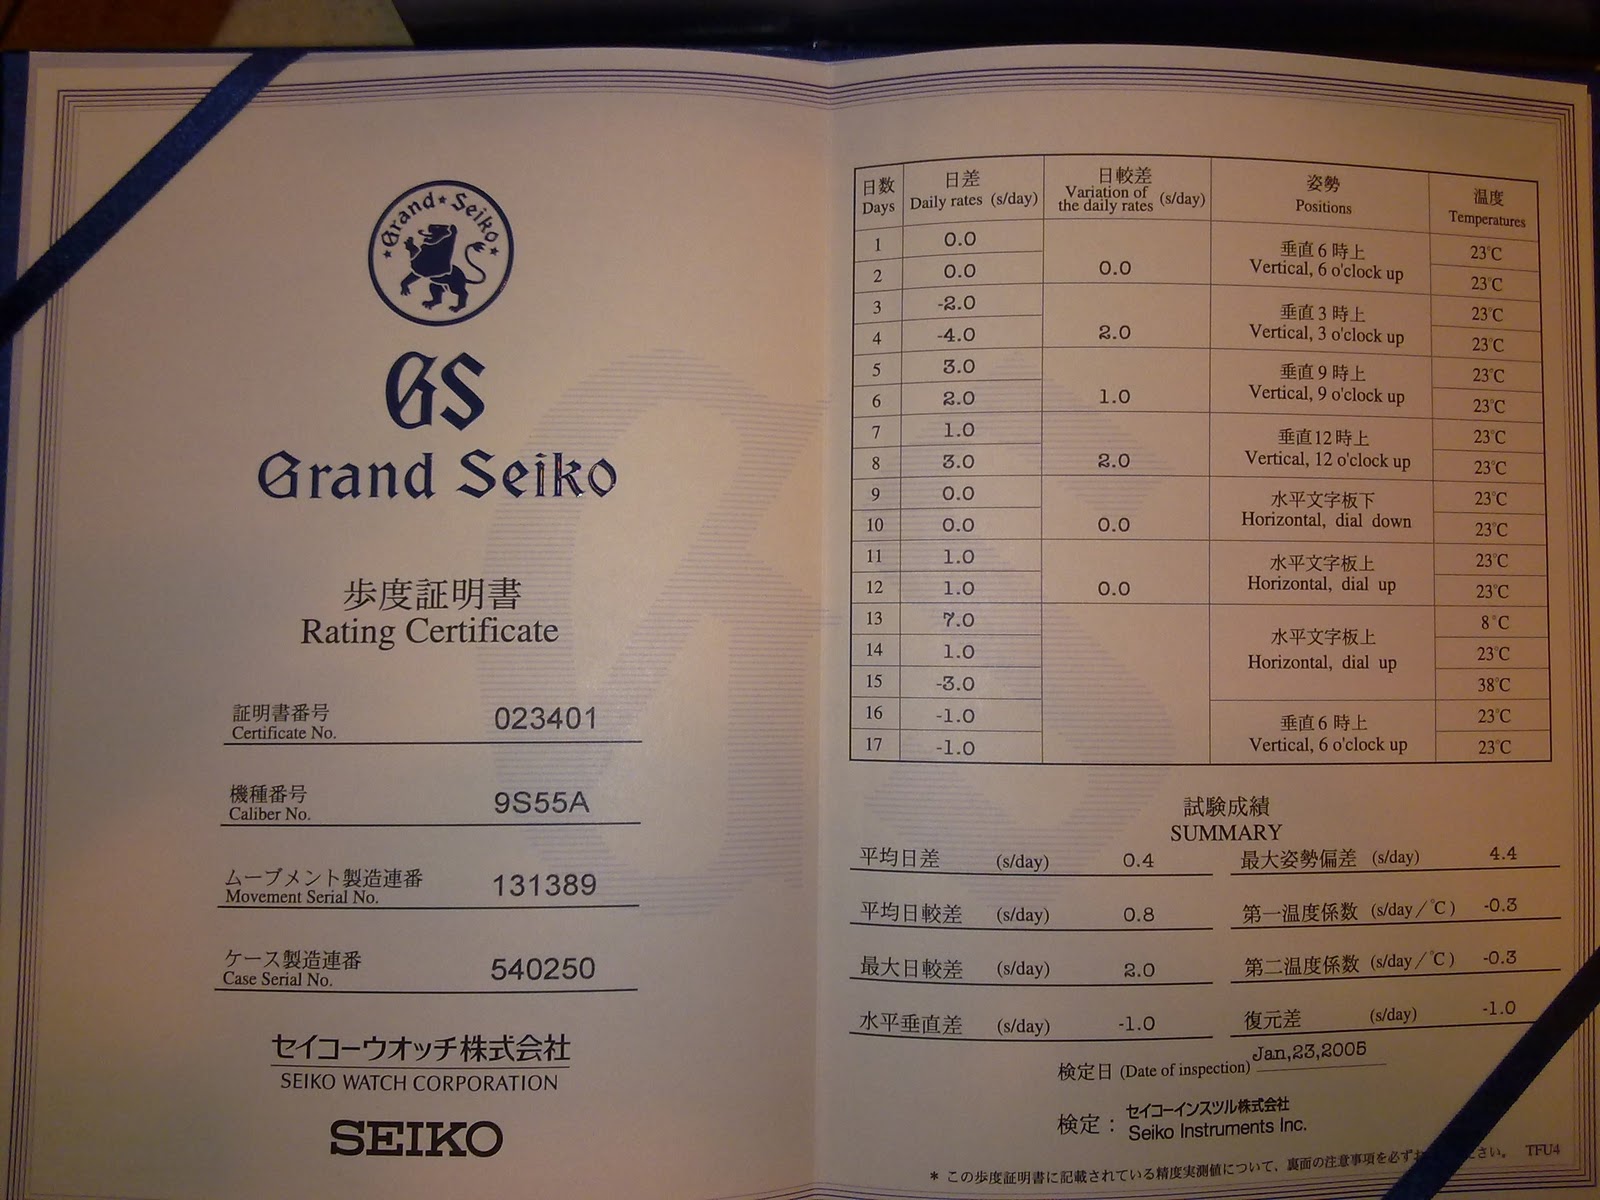 Grand★Seiko
GS
Grand Seiko
歩度証明書
Rating Certificate
証明書番号 023401
Certificate No.
機種番号 9S55A
Caliber No.
ムーブメント製造連番 131389
Movement Serial No.
ケース製造連番 540250
Case Serial No.
セイコーウオッチ株式会社
SEIKO WATCH CORPORATION
SEIKO
日数 日差 日較差 姿勢 温度
Days Daily rates (s/day) Variation of the daily rates (s/day) Positions Temperatures
1 0.0 垂直6時上 23℃
2 0.0 0.0 Vertical, 6 o'clock up 23℃
3 -2.0 垂直3時上 23℃
4 -4.0 2.0 Vertical, 3 o'clock up 23℃
5 3.0 垂直9時上 23℃
6 2.0 1.0 Vertical, 9 o'clock up 23℃
7 1.0 垂直12時上 23℃
8 3.0 2.0 Vertical, 12 o'clock up 23℃
9 0.0 水平文字板下 23℃
10 0.0 0.0 Horizontal, dial down 23℃
11 1.0 水平文字板上 23℃
12 1.0 0.0 Horizontal, dial up 23℃
13 7.0 水平文字板上 8℃
14 1.0 Horizontal, dial up 23℃
15 -3.0 38℃
16 -1.0 垂直6時上 23℃
17 -1.0 Vertical, 6 o'clock up 23℃
試験成績
SUMMARY
平均日差 (s/day) 0.4 最大姿勢偏差 (s/day) 4.4
平均日較差 (s/day) 0.8 第一温度係数 (s/day/℃) -0.3
最大日較差 (s/day) 2.0 第二温度係数 (s/day/℃) -0.3
水平垂直差 (s/day) -1.0 復元差 (s/day) -1.0
検定日 (Date of inspection) Jan,23,2005
検定: セイコーインスツル株式会社
Seiko Instruments Inc.
* この歩度証明書に記載されている精度実測値について、裏面の注意事項を必ずお ください。 TFU4